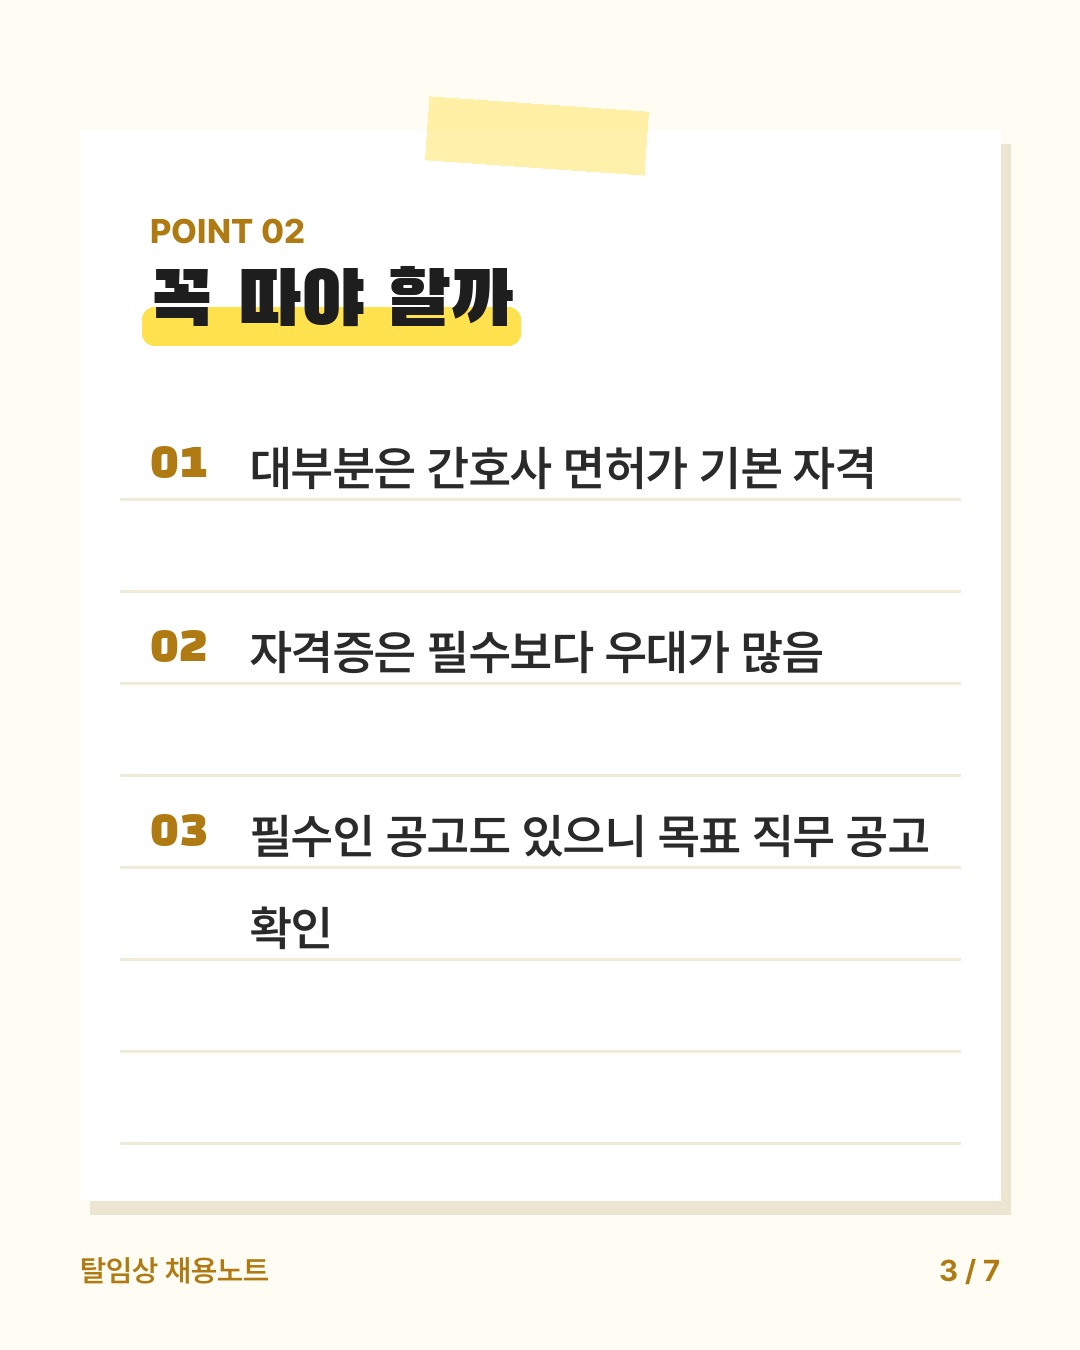 POINT 02
꼭 따야 할까
01 대부분은 간호사 면허가 기본 자격
02 자격증은 필수보다 우대가 많음
03 필수인 공고도 있으니 목표 직무 공고
확인
탈임상 채용노트
3 / 7